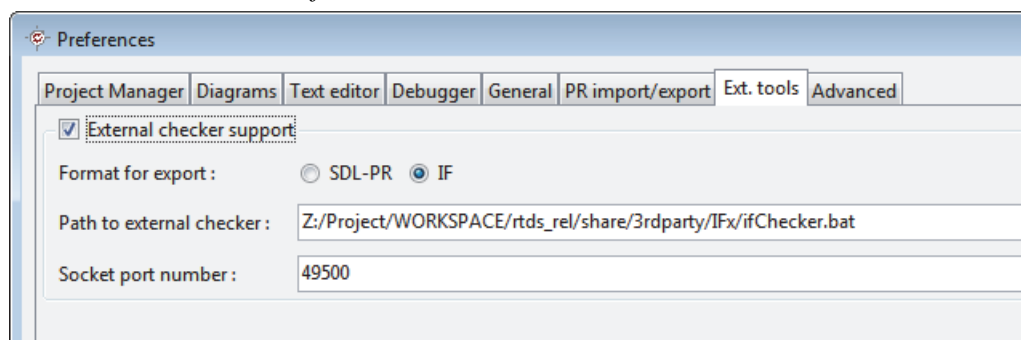 Preferences
Project Manager Diagrams Text editor Debugger General PR import/export Ext. tools Advanced
External checker support
Format for export : SDL-PR IF
Path to external checker : Z:/Project/WORKSPACE/rtds_rel/share/3rdparty/IFx/ifChecker.bat
Socket port number : 49500